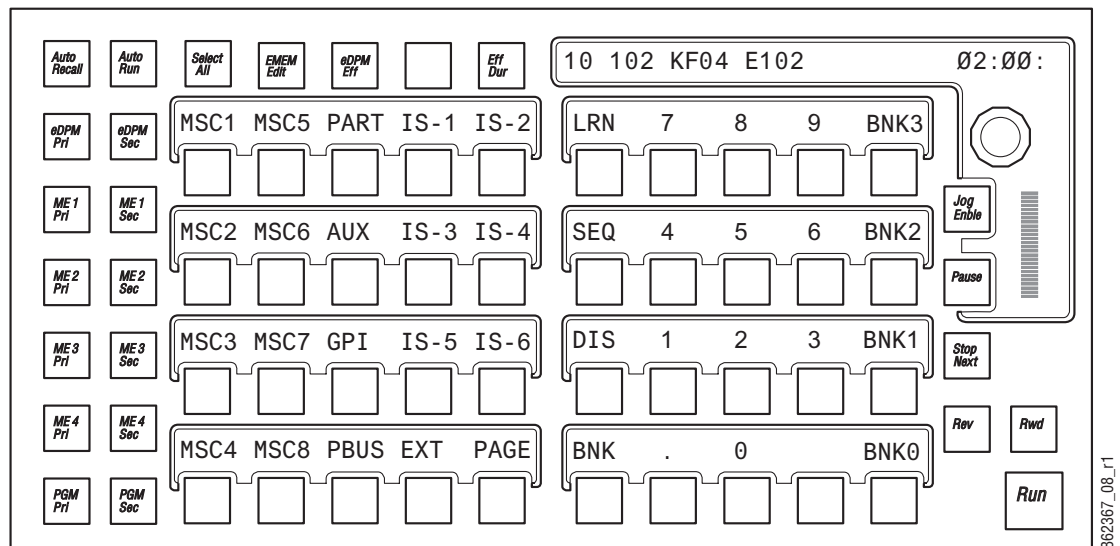 Auto Recall
Auto Run
Select All
EMEM Edit
eDPM Eff
Eff Dur
10 102 KF04 E102 Ø2:ØØ:
eDPM Pri
eDPM Sec
MSC1 MSC5 PART IS-1 IS-2
LRN 7 8 9 BNK3
ME 1 Pri
ME 1 Sec
Jog Enble
MSC2 MSC6 AUX IS-3 IS-4
SEQ 4 5 6 BNK2
ME 2 Pri
ME 2 Sec
Pause
MSC3 MSC7 GPI IS-5 IS-6
DIS 1 2 3 BNK1
ME 3 Pri
ME 3 Sec
Stop Next
ME 4 Pri
ME 4 Sec
Rev
Rwd
MSC4 MSC8 PBUS EXT PAGE
BNK . 0 BNK0
PGM Pri
PGM Sec
Run
862367_08_r1